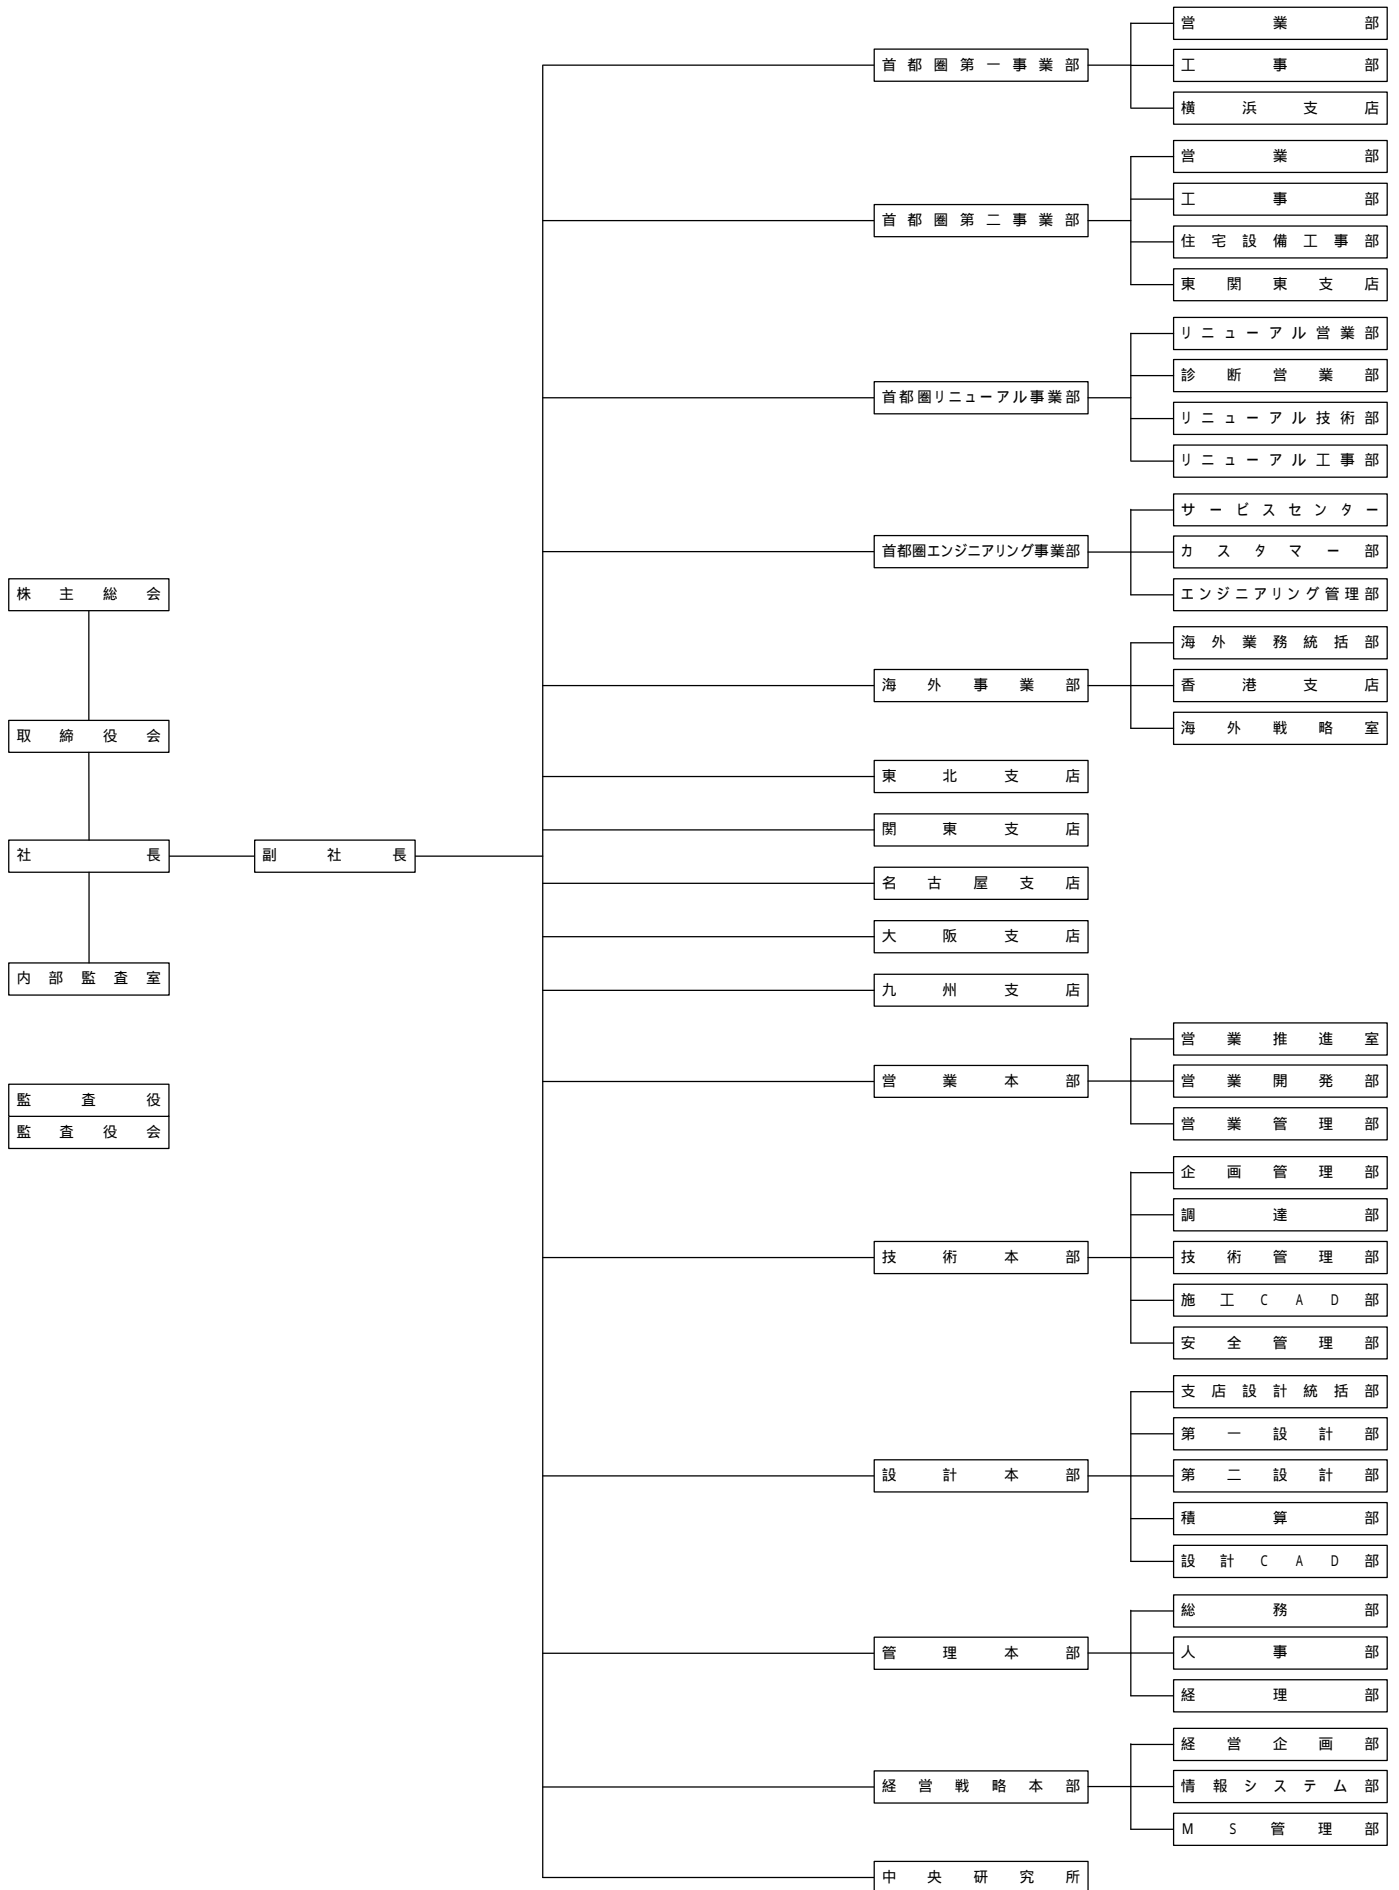 株主総会
取締役会
社長
内部監査室
監査役
監査役会
副社長
首都圏第一事業部
営業部
工事部
横浜支店
首都圏第二事業部
営業部
工事部
住宅設備工事部
東関東支店
首都圏リニューアル事業部
リニューアル営業部
診断営業部
リニューアル技術部
リニューアル工事部
首都圏エンジニアリング事業部
サービスセンター
カスタマー部
エンジニアリング管理部
海外事業部
海外業務統括部
香港支店
海外戦略室
東北支店
関東支店
名古屋支店
大阪支店
九州支店
営業本部
営業推進室
営業開発部
営業管理部
技術本部
企画管理部
調達部
技術管理部
施工CAD部
安全管理部
設計本部
支店設計統括部
第一設計部
第二設計部
積算部
設計CAD部
管理本部
総務部
人事部
経理部
経営戦略本部
経営企画部
情報システム部
MS管理部
中央研究所